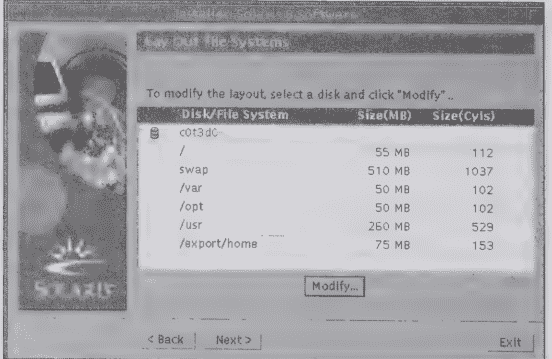 Lay Out File Systems
To modify the layout, select a disk and click "Modify"..
Disk/File System Size(MB) Size(Cyls)
c0t3d0
/ 55 MB 112
swap 510 MB 1037
/var 50 MB 102
/opt 50 MB 102
/usr 260 MB 529
/export/home 75 MB 153
Modify...
SOLARIS
< Back Next > Exit